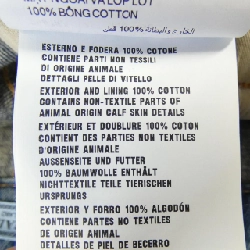 100% BÔNG COTTON
ESTERNO E FODERA 100% COTONE
CONTIENE PARTI NON TESSILI
DI ORIGINE ANIMALE
DETTAGLI PELLE DI VITELLO
EXTERIOR AND LINING 100% COTTON
CONTAINS NON-TEXTILE PARTS OF
ANIMAL ORIGIN CALF SKIN DETAILS
EXTÉRIEUR ET DOUBLURE 100% COTON
CONTIENT DES PARTIES NON TEXTILES
D'ORIGINE ANIMALE
AUSSENSEITE UND FUTTER
100% BAUMWOLLE ENTHÄLT
NICHTTEXTILE TEILE TIERISCHEN
URSPRUNGS
EXTERIOR Y FORRO 100% ALGODÓN
CONTIENE PARTES NO TEXTILES
DE ORIGEN ANIMAL
DETALLES DE PIEL DE BECERRO